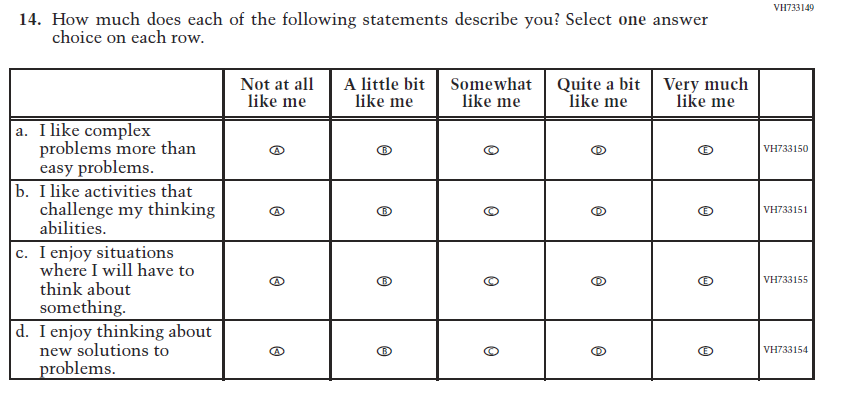 VH733149
14. How much does each of the following statements describe you? Select one answer
choice on each row.
Not at all like me A little bit like me Somewhat like me Quite a bit like me Very much like me
a. I like complex
problems more than
easy problems.
A B C D E VH733150
b. I like activities that
challenge my thinking
abilities.
A B C D E VH733151
c. I enjoy situations
where I will have to
think about
something.
A B C D E VH733155
d. I enjoy thinking about
new solutions to
problems.
A B C D E VH733154